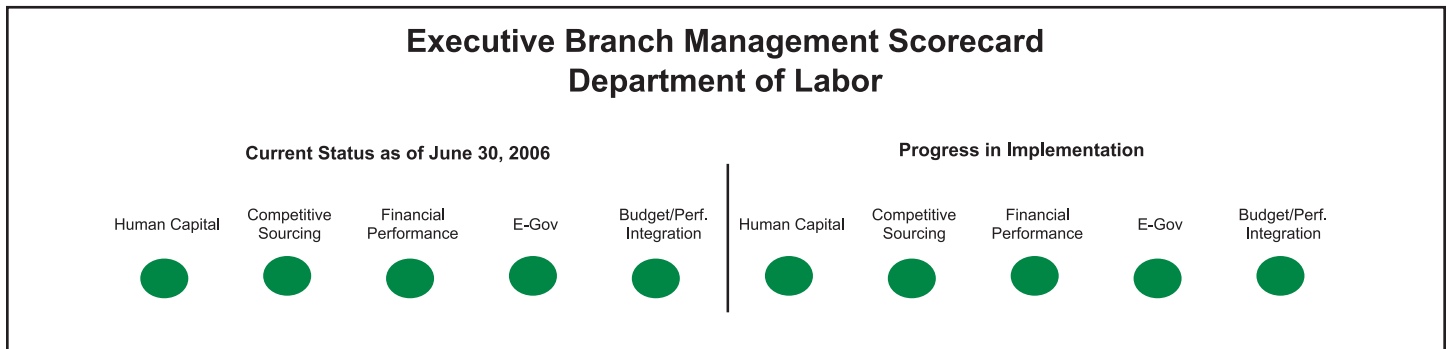 Executive Branch Management Scorecard
Department of Labor
Current Status as of June 30, 2006
Human Capital
Competitive
Sourcing
Financial
Performance
E-Gov
Budget/Perf.
Integration
Progress in Implementation
Human Capital
Competitive
Sourcing
Financial
Performance
E-Gov
Budget/Perf.
Integration